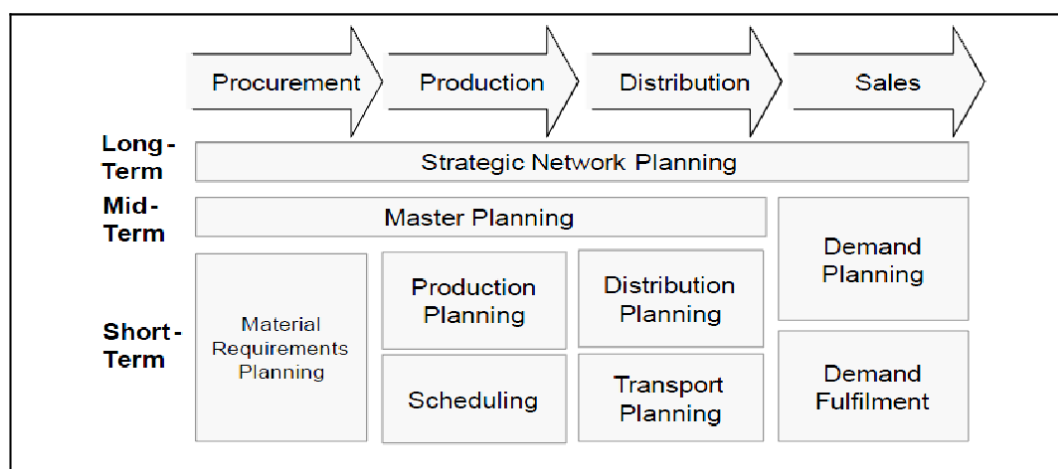 Procurement
Production
Distribution
Sales
Long-
Term
Strategic Network Planning
Mid-
Term
Master Planning
Demand
Planning
Short-
Term
Material
Requirements
Planning
Production
Planning
Distribution
Planning
Scheduling
Transport
Planning
Demand
Fulfilment